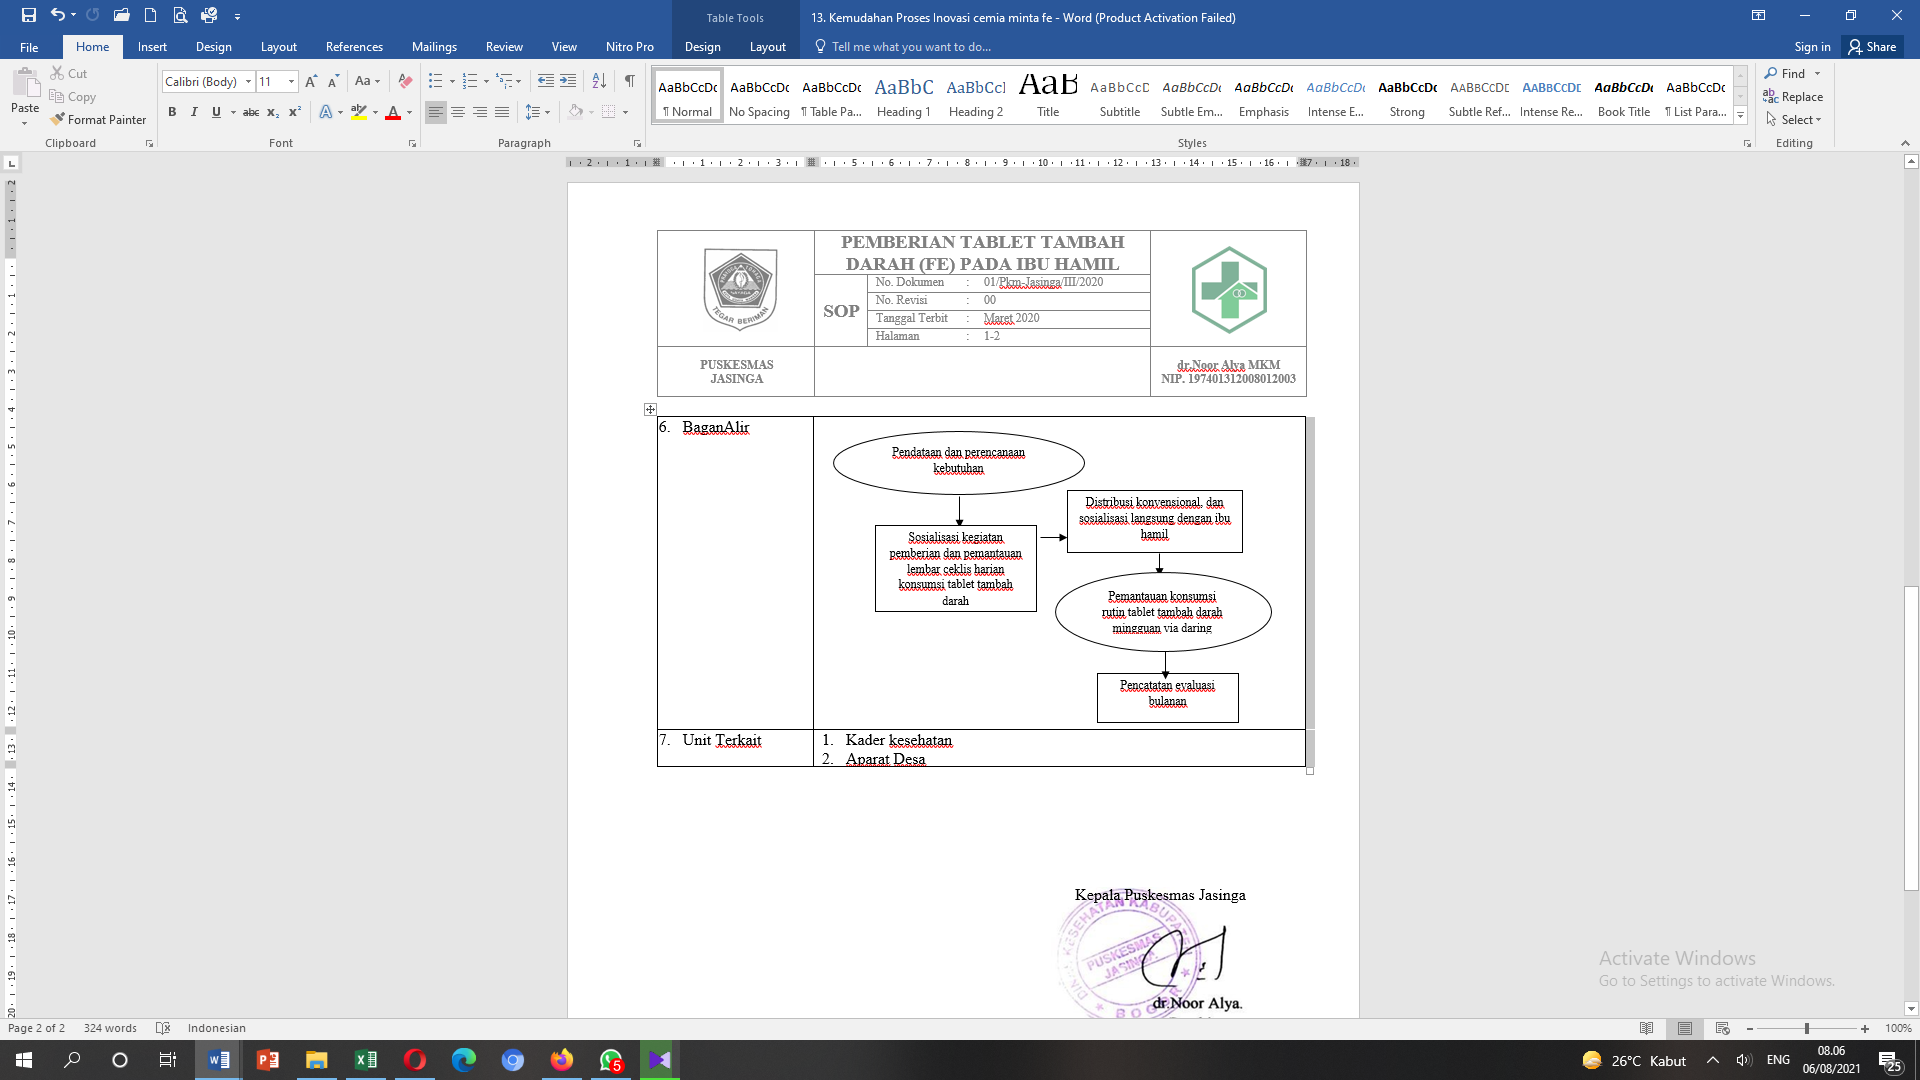 Table Tools
13. Kemudahan Proses Inovasi cemia minta fe - Word (Product Activation Failed)
File Home Insert Design Layout References Mailings Review View Nitro Pro Design Layout Tell me what you want to do... Sign in Share
Paste
Cut
Copy
Format Painter
Calibri (Body) 11
AaBbCcDc AaBbCcDc AaBbCcDc AaBbC AaBbCcI AaB AaBbCcD AaBbCcDc AaBbCcDc AaBbCcDc AaBbCcDc AABBCCDE AABBCCDE AaBbCcDc AaBbCcDc
¶ Normal No Spacing ¶ Table Pa... Heading 1 Heading 2 Title Subtitle Subtle Em... Emphasis Intense E... Strong Subtle Ref... Intense Re... Book Title ¶ List Para...
Find
Replace
Select
Clipboard Font Paragraph Styles Editing
PEMBERIAN TABLET TAMBAH
DARAH (FE) PADA IBU HAMIL
SOP
No. Dokumen : 01/Pkm-Jasinga/III/2020
No. Revisi : 00
Tanggal Terbit : Maret 2020
Halaman : 1-2
TEGAR BERIMAN
PUSKESMAS
JASINGA
dr.Noor Alya MKM
NIP. 197401312008012003
6. BaganAlir
Pendataan dan perencanaan
kebutuhan
Distribusi konvensional. dan
sosialisasi langsung dengan ibu
hamil
Sosialisasi kegiatan
pemberian dan pemantauan
lembar ceklis harian
konsumsi tablet tambah
darah
Pemantauan konsumsi
rutin tablet tambah darah
mingguan via daring
Pencatatan evaluasi
bulanan
7. Unit Terkait
1. Kader kesehatan
2. Aparat Desa
Kepala Puskesmas Jasinga
PUSKESMAS
JASINGA
BOGOR
dr.Noor Alya.
Activate Windows
Go to Settings to activate Windows.
Page 2 of 2 324 words Indonesian 100%
26°C Kabut ENG
08.06
06/08/2021
25
5